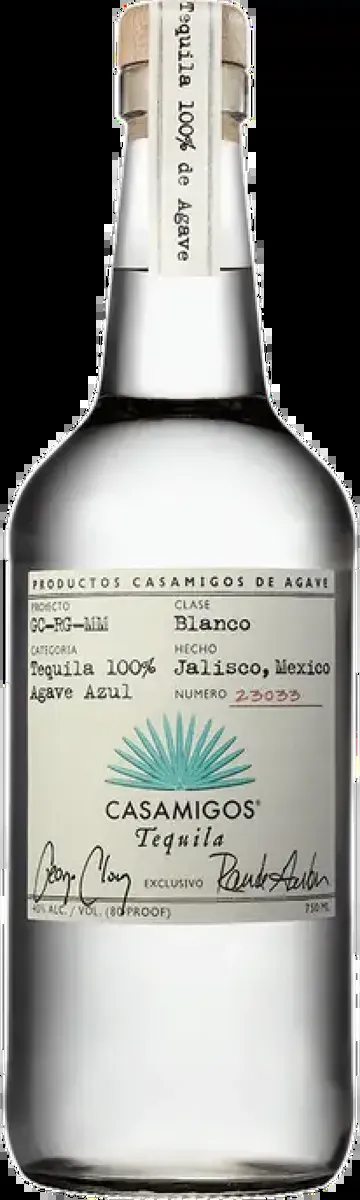 Tequila 100% de Agave
PRODUCTOS CASAMIGOS DE AGAVE
PROYECTO
GC-RG-MM
CLASE
Blanco
CATEGORIA
Tequila 100%
Agave Azul
HECHO
Jalisco, Mexico
NUMERO 23033
CASAMIGOS®
Tequila
EXCLUSIVO
40% ALC. / VOL. (80 PROOF)
750 ML